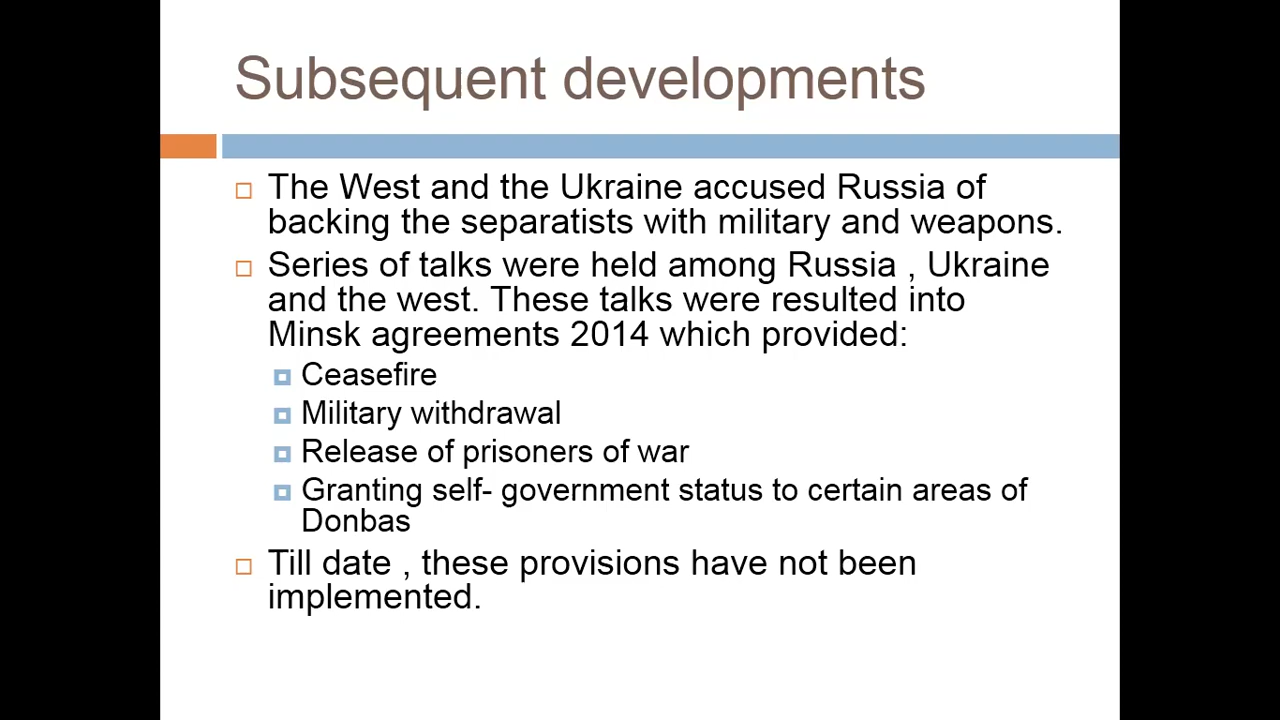 Subsequent developments
The West and the Ukraine accused Russia of
backing the separatists with military and weapons.
Series of talks were held among Russia , Ukraine
and the west. These talks were resulted into
Minsk agreements 2014 which provided:
Ceasefire
Military withdrawal
Release of prisoners of war
Granting self- government status to certain areas of
Donbas
Till date , these provisions have not been
implemented.